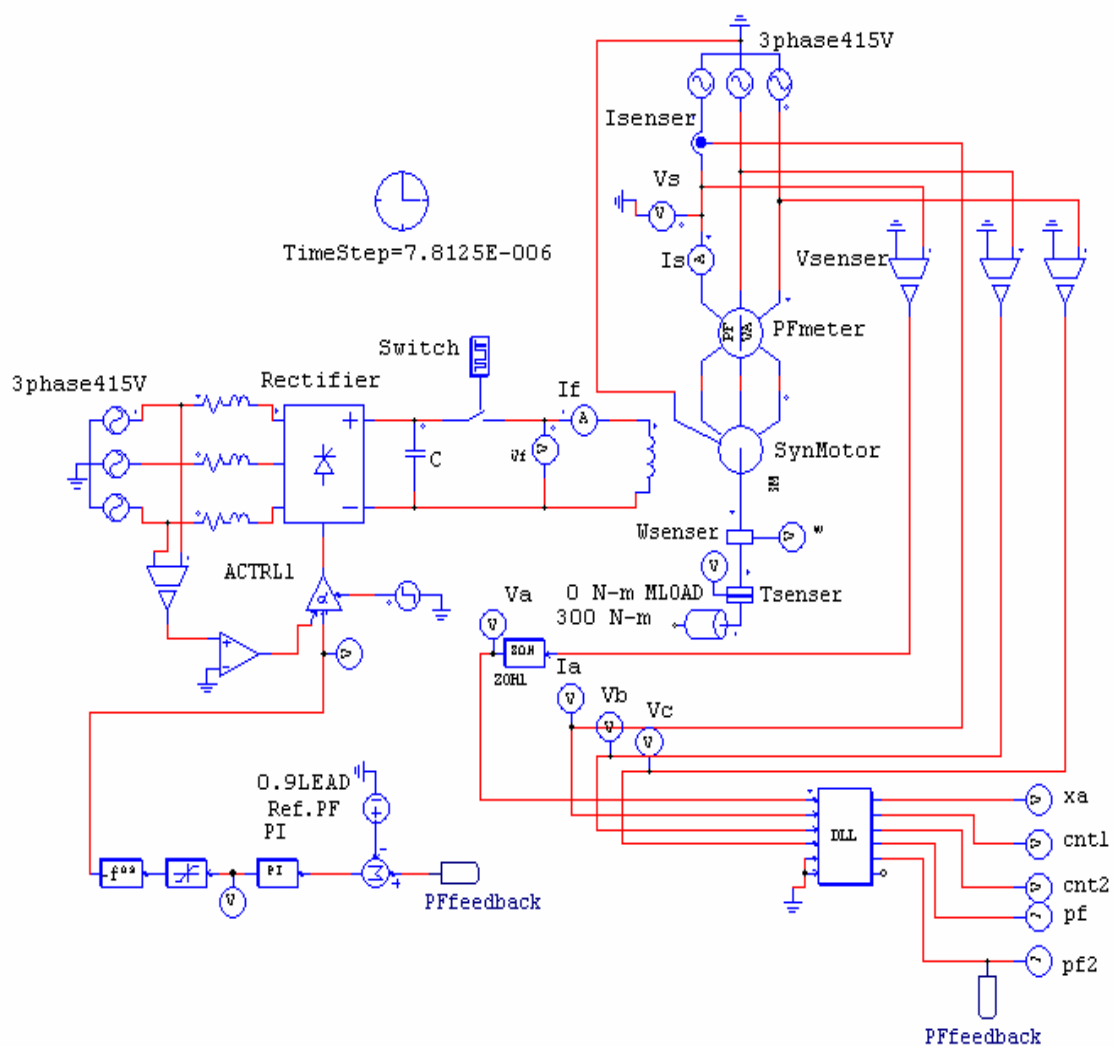 3phase415V
Isenser
Vs
TimeStep=7.8125E-006
Is
Vsenser
PFmeter
Switch
3phase415V
Rectifier
If
A
C
Vf
SynMotor
SM
Wsenser
w
ACTRL1
α
0 N-m MLOAD
300 N-m
Tsenser
Va
ZOH
ZOH1
Ia
Vb
Vc
0.9LEAD
Ref.PF
PI
PI
PFfeedback
DLL
xa
cnt1
cnt2
pf
pf2
PFfeedback